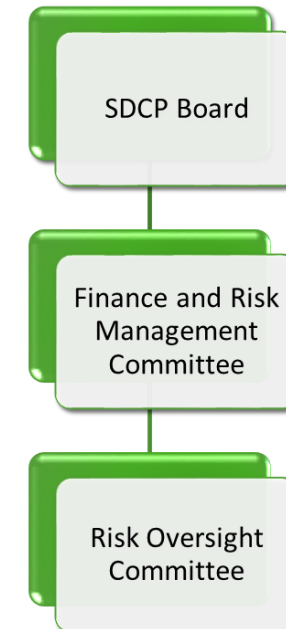 SDCP Board
Finance and Risk
Management
Committee
Risk Oversight
Committee